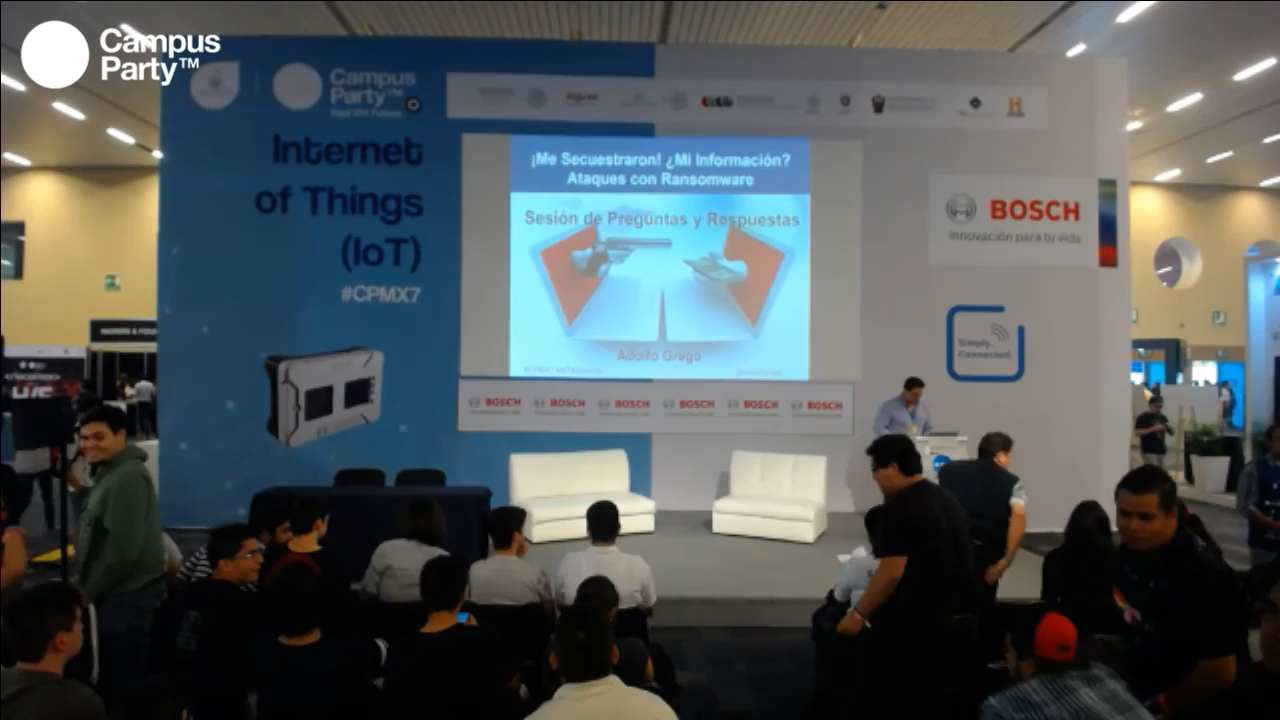 Campus
Party™
Campus
Party™
Internet
of Things
(IoT)
#CPMX7
¡Me Secuestraron! ¿Mi Información?
Ataques con Ransomware
Sesión de Preguntas y Respuestas
Adolfo Grego
BOSCH
Innovación para tu vida
Simply.
Connected.
BOSCH
BOSCH
BOSCH
BOSCH
BOSCH
BOSCH
H